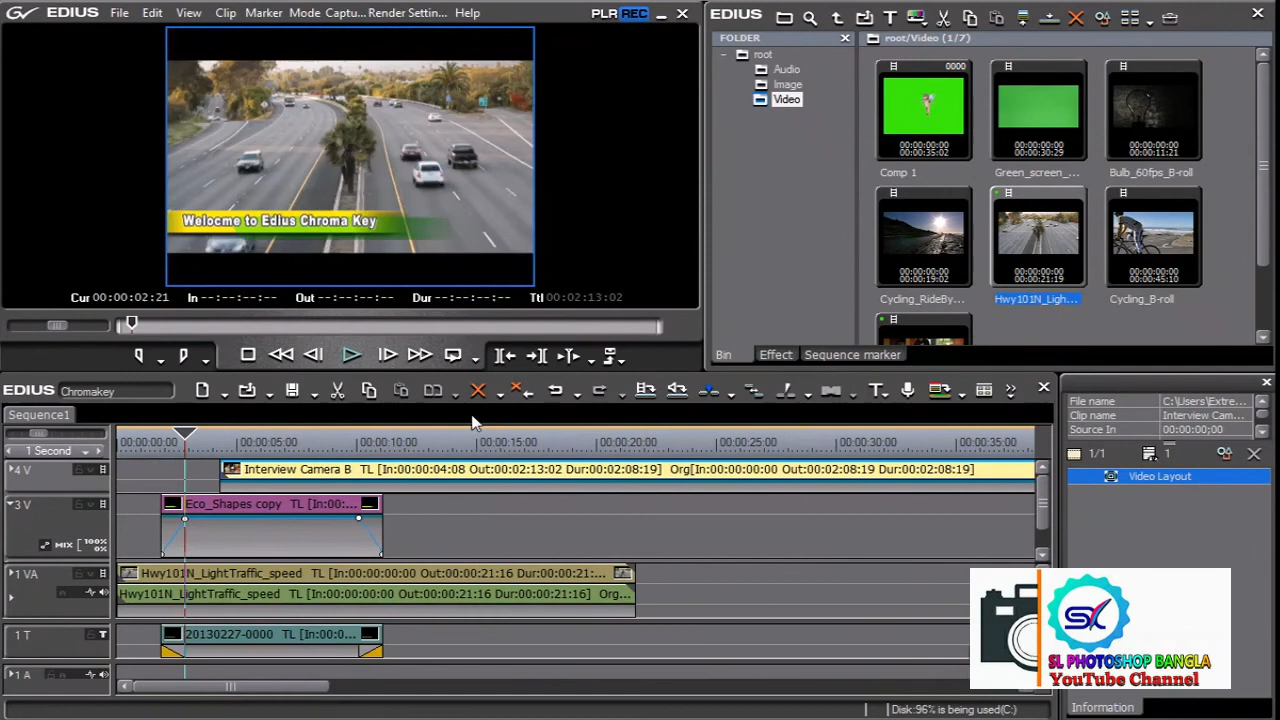 EDIUS File Edit View Clip Marker Mode Captu... Render Settin... Help PLR REC
Welocme to Edius Chroma Key
Cur 00:00:02:21 In --:--:--:-- Out --:--:--:-- Dur --:--:--:-- Ttl 00:02:13:02
EDIUS
FOLDER
root
Audio
Image
Video
root/Video (1/7)
0000
00:00:00:00
00:00:35:02
Comp 1
00:00:00:00
00:00:30:29
Green_screen_...
00:00:00:00
00:00:11:21
Bulb_60fps_B-roll
00:00:00:00
00:00:19:02
Cycling_RideBy...
00:00:00:00
00:00:21:19
Hwy101N_Ligh...
00:00:00:00
00:00:45:10
Cycling_B-roll
Bin Effect Sequence marker
EDIUS Chromakey
Sequence1
1 Second
00:00:00:00 00:00:05:00 00:00:10:00 00:00:15:00 00:00:20:00 00:00:25:00 00:00:30:00 00:00:35:00
4 V
Interview Camera B TL [In:00:00:04:08 Out:00:02:13:02 Dur:00:02:08:19] Org[In:00:00:00:00 Out:00:02:08:19 Dur:00:02:08:19]
3 V
Eco_Shapes copy TL [In:00:...
MIX 100% 0%
1 VA
Hwy101N_LightTraffic_speed TL [In:00:00:00:00 Out:00:00:21:16 Dur:00:00:21:...
Hwy101N_LightTraffic_speed TL [In:00:00:00:00 Out:00:00:21:16 Dur:00:00:21:16] Org...
1 T
20130227-0000 TL [In:00:0...
1 A
File name C:\Users\Extre...
Clip name Interview Cam...
Source In 00:00:00;00
1/1 1
Video Layout
SL
SL PHOTOSHOP BANGLA
YouTube Channel
Disk:96% is being used(C:)
Information